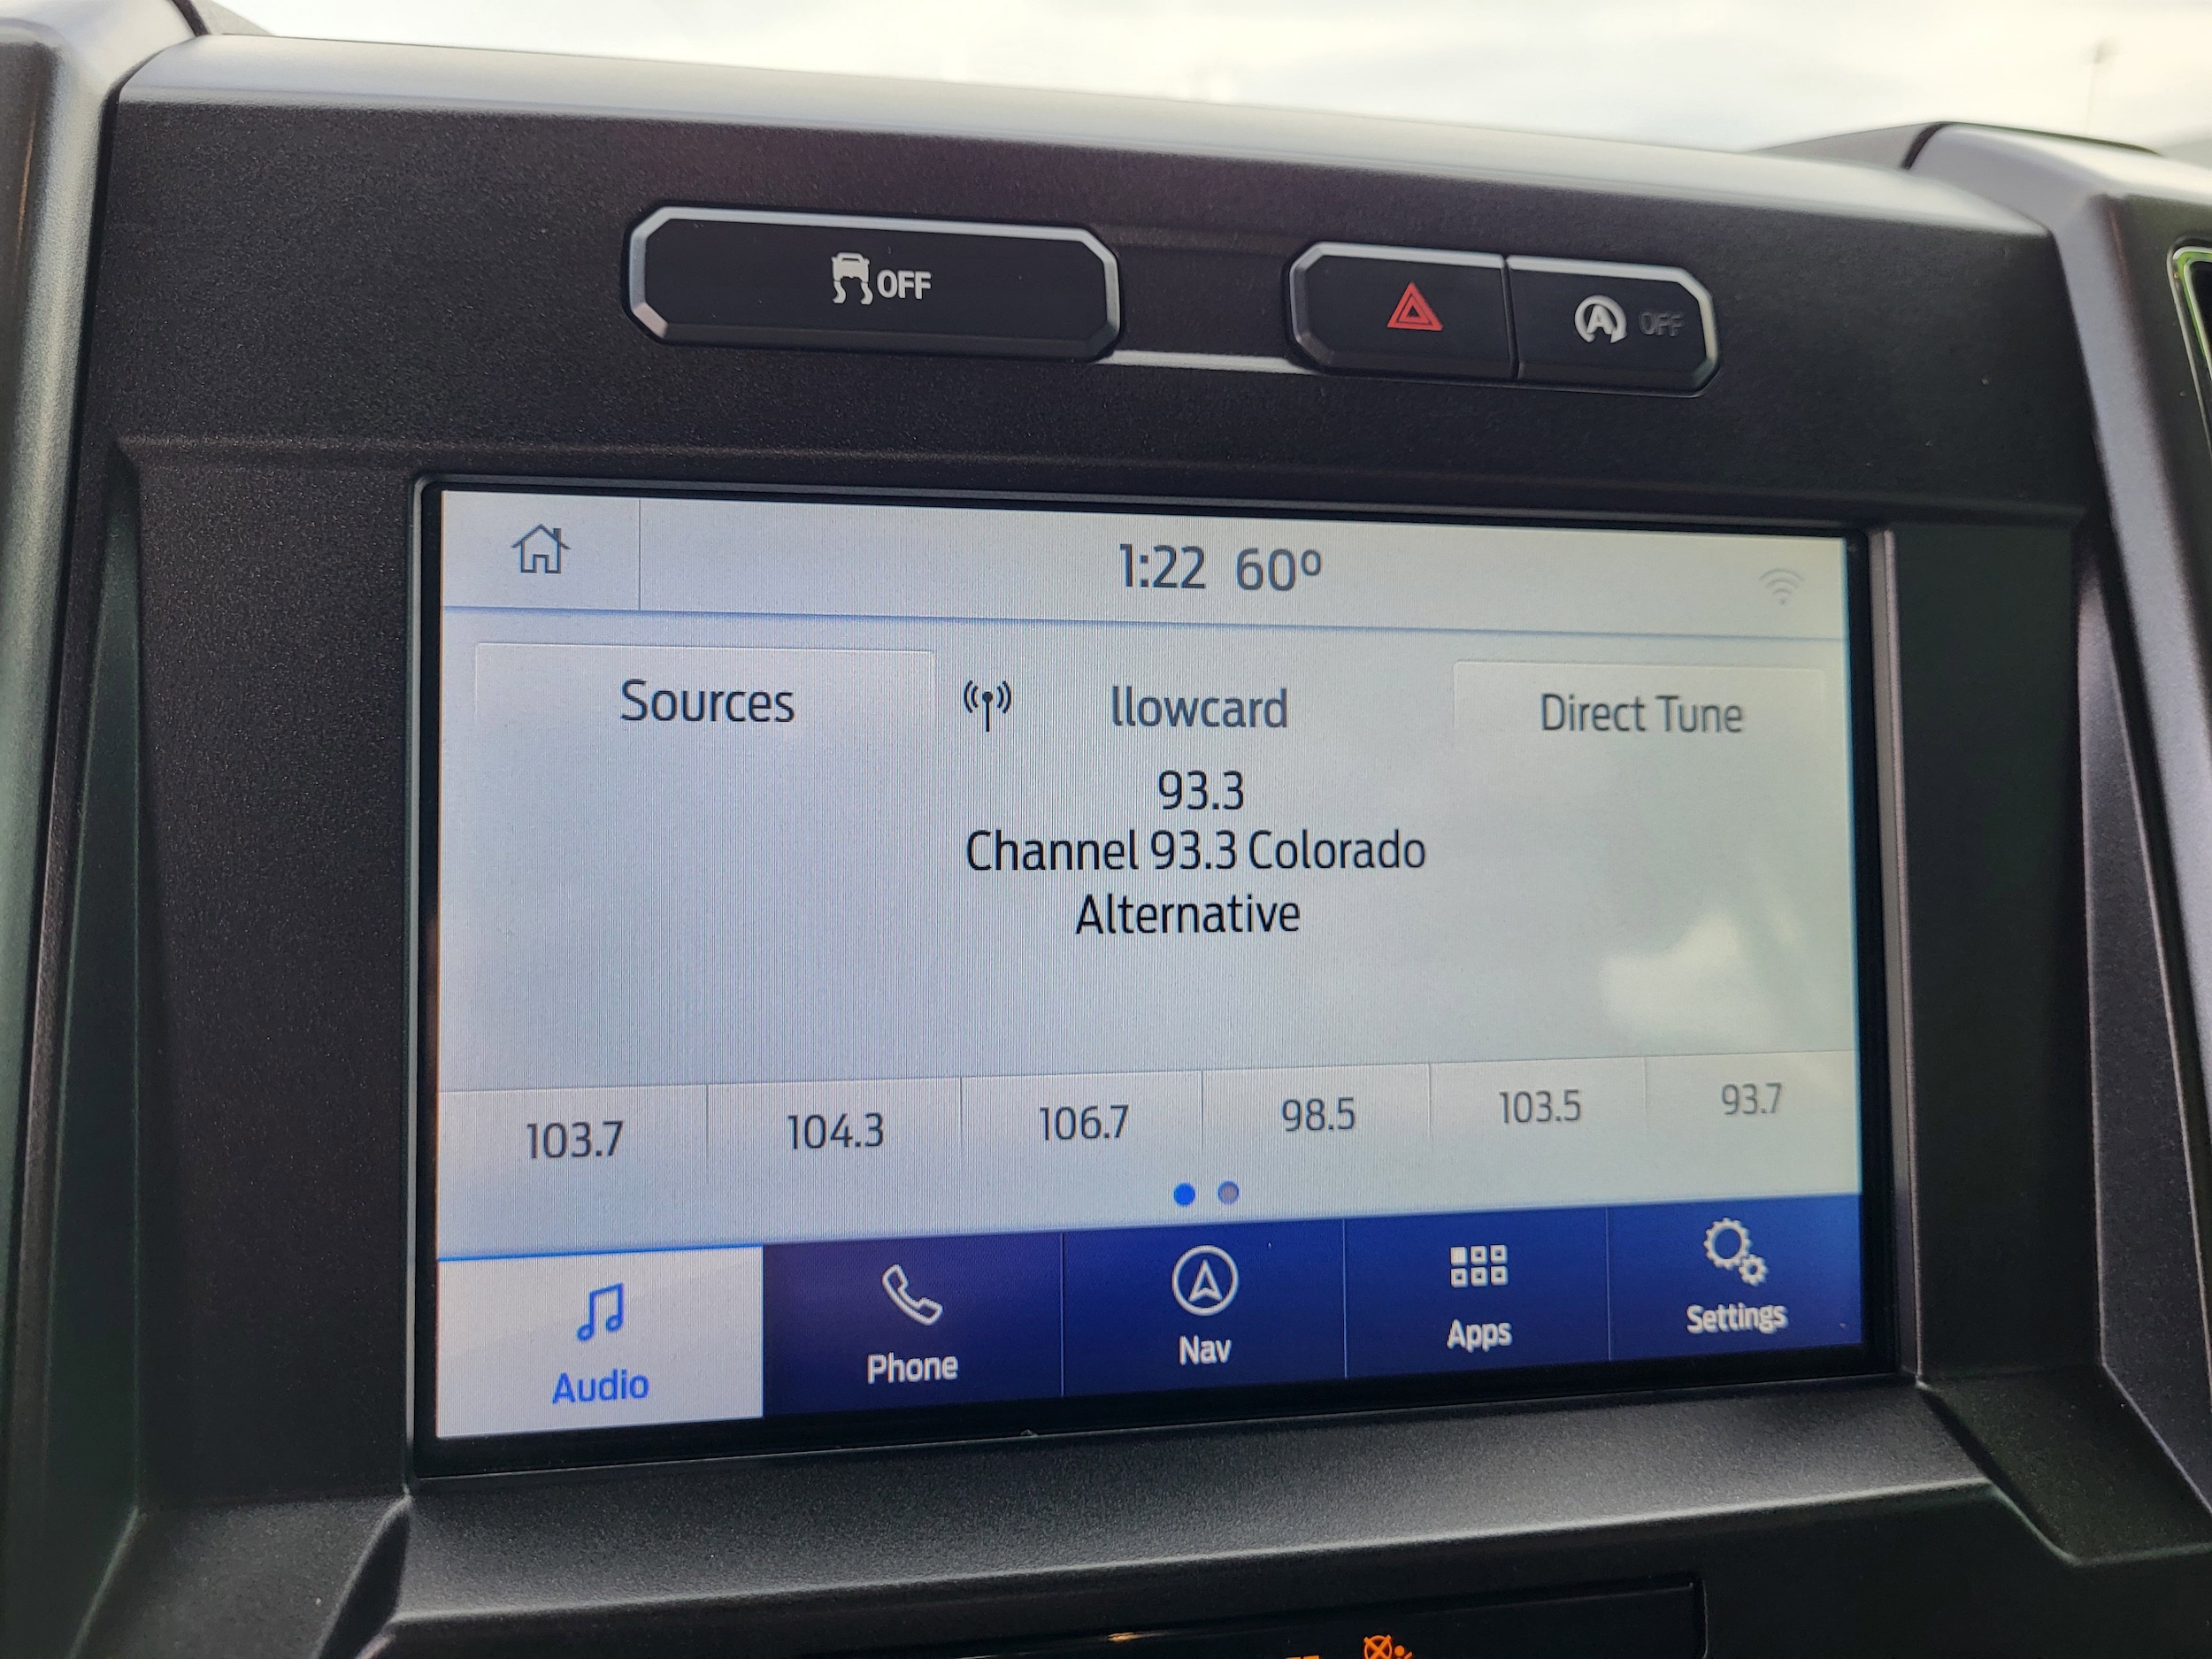 OFF
A OFF
1:22 60º
Sources
llowcard
Direct Tune
93.3
Channel 93.3 Colorado
Alternative
103.7
104.3
106.7
98.5
103.5
93.7
Audio
Phone
Nav
Apps
Settings